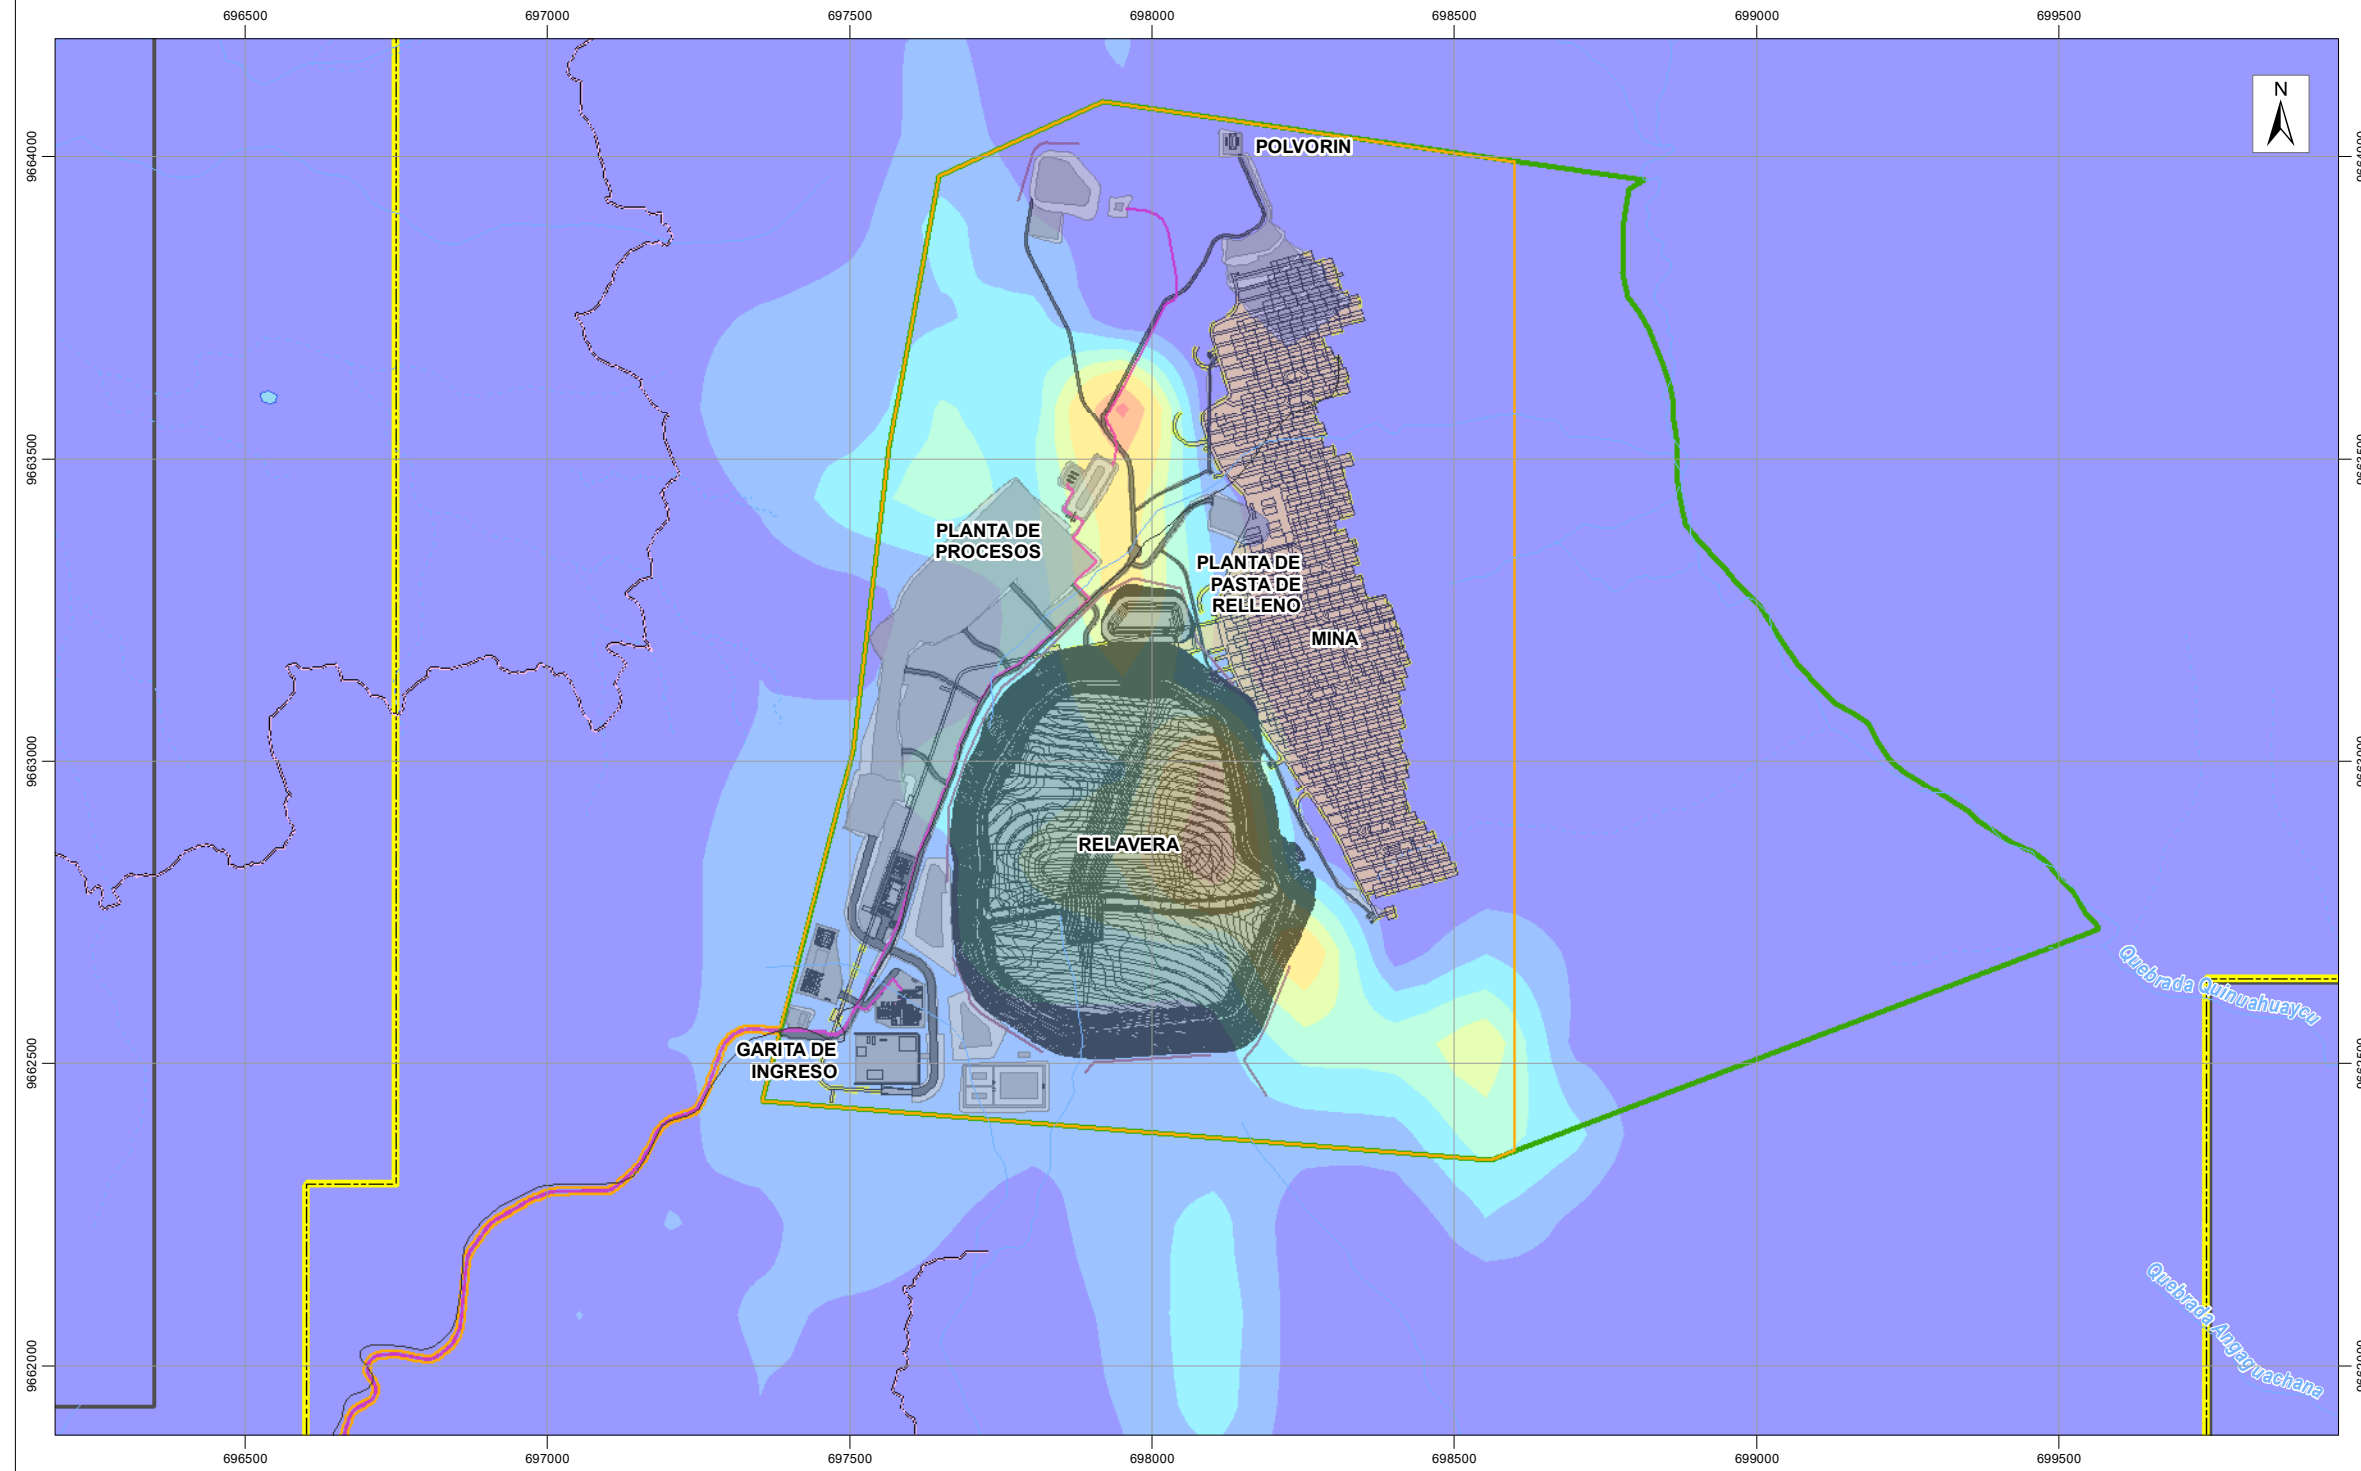 696500 697000 697500 698000 698500 699000 699500
N
9664000
9663500
9663000
9662500
9662000
POLVORIN
PLANTA DE
PROCESOS
PLANTA DE
PASTA DE
RELLENO
MINA
RELAVERA
GARITA DE
INGRESO
Quebrada Quinuahuaycu
Quebrada Angaguachana
696500 697000 697500 698000 698500 699000 699500